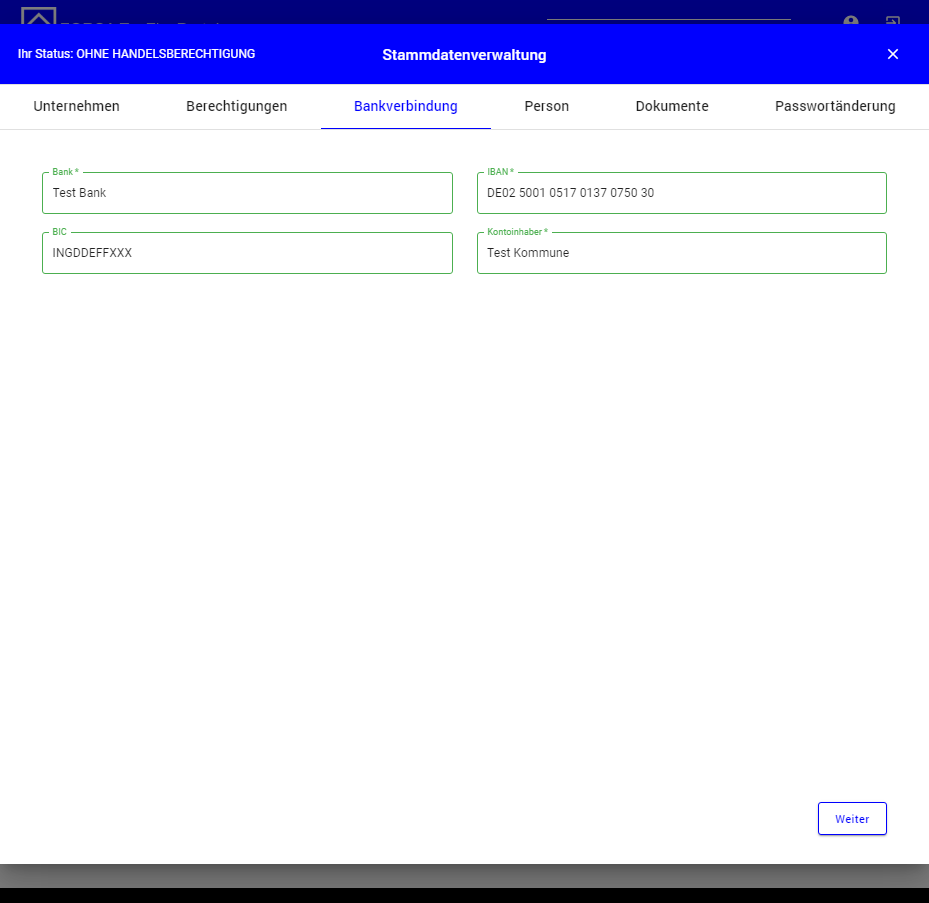 Ihr Status: OHNE HANDELSBERECHTIGUNG
Stammdatenverwaltung
Unternehmen
Berechtigungen
Bankverbindung
Person
Dokumente
Passwortänderung
Bank *
Test Bank
IBAN *
DE02 5001 0517 0137 0750 30
BIC
INGDDEFFXXX
Kontoinhaber *
Test Kommune
Weiter